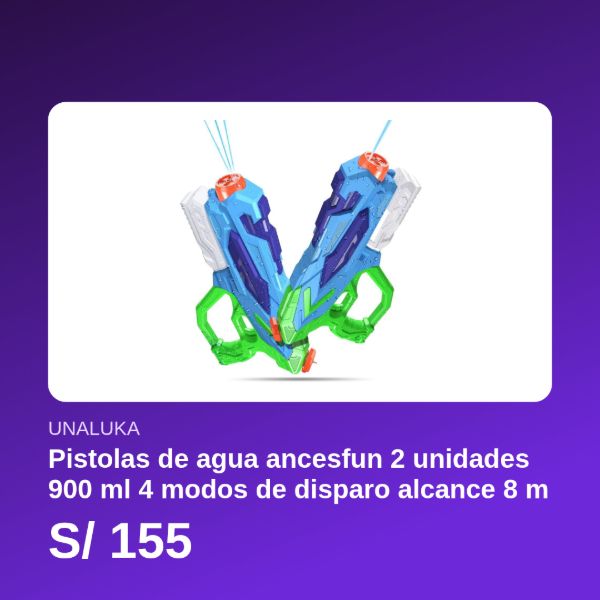 UNALUKA
Pistolas de agua ancesfun 2 unidades
900 ml 4 modos de disparo alcance 8 m
S/ 155